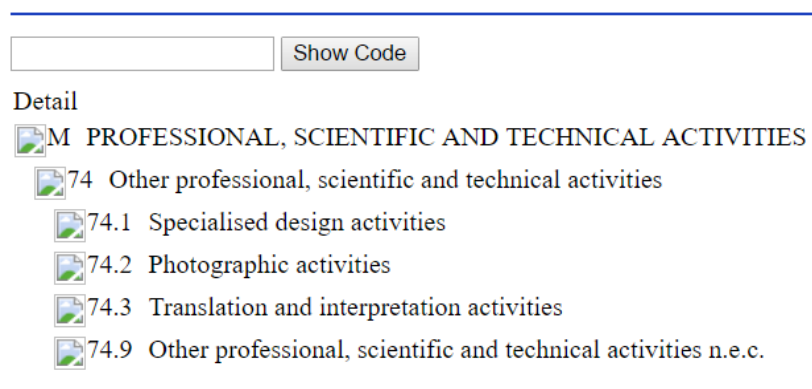 Show Code
Detail
M PROFESSIONAL, SCIENTIFIC AND TECHNICAL ACTIVITIES
74 Other professional, scientific and technical activities
74.1 Specialised design activities
74.2 Photographic activities
74.3 Translation and interpretation activities
74.9 Other professional, scientific and technical activities n.e.c.